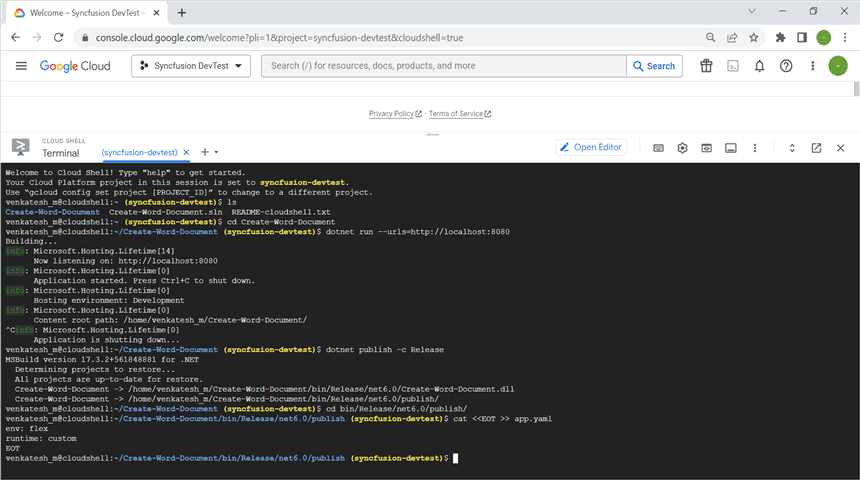 Welcome – Syncfusion DevTest –
console.cloud.google.com/welcome?pli=1&project=syncfusion-devtest&cloudshell=true
Google Cloud
Syncfusion DevTest
Search (/) for resources, docs, products, and more
Search
Privacy Policy · Terms of Service
CLOUD SHELL
Terminal
(syncfusion-devtest)
Open Editor
Welcome to Cloud Shell! Type "help" to get started.
Your Cloud Platform project in this session is set to syncfusion-devtest.
Use “gcloud config set project [PROJECT_ID]” to change to a different project.
venkatesh_m@cloudshell:~ (syncfusion-devtest)$ ls
Create-Word-Document  Create-Word-Document.sln  README-cloudshell.txt
venkatesh_m@cloudshell:~ (syncfusion-devtest)$ cd Create-Word-Document
venkatesh_m@cloudshell:~/Create-Word-Document (syncfusion-devtest)$ dotnet run --urls=http://localhost:8080
Building...
info: Microsoft.Hosting.Lifetime[14]
      Now listening on: http://localhost:8080
info: Microsoft.Hosting.Lifetime[0]
      Application started. Press Ctrl+C to shut down.
info: Microsoft.Hosting.Lifetime[0]
      Hosting environment: Development
info: Microsoft.Hosting.Lifetime[0]
      Content root path: /home/venkatesh_m/Create-Word-Document/
^Cinfo: Microsoft.Hosting.Lifetime[0]
      Application is shutting down...
venkatesh_m@cloudshell:~/Create-Word-Document (syncfusion-devtest)$ dotnet publish -c Release
MSBuild version 17.3.2+561848881 for .NET
  Determining projects to restore...
  All projects are up-to-date for restore.
  Create-Word-Document -> /home/venkatesh_m/Create-Word-Document/bin/Release/net6.0/Create-Word-Document.dll
  Create-Word-Document -> /home/venkatesh_m/Create-Word-Document/bin/Release/net6.0/publish/
venkatesh_m@cloudshell:~/Create-Word-Document (syncfusion-devtest)$ cd bin/Release/net6.0/publish/
venkatesh_m@cloudshell:~/Create-Word-Document/bin/Release/net6.0/publish (syncfusion-devtest)$ cat <<EOT >> app.yaml
env: flex
runtime: custom
EOT
venkatesh_m@cloudshell:~/Create-Word-Document/bin/Release/net6.0/publish (syncfusion-devtest)$